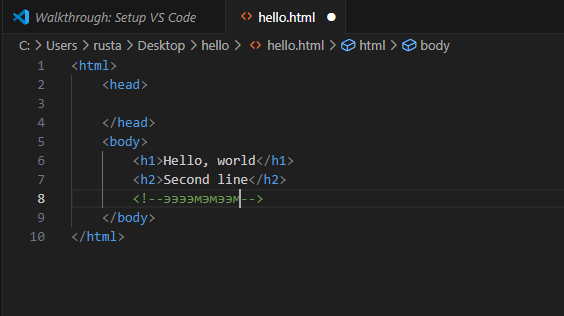 Walkthrough: Setup VS Code hello.html
C: > Users > rusta > Desktop > hello > <> hello.html > html > body
1 <html>
2 <head>
3
4 </head>
5 <body>
6 <h1>Hello, world</h1>
7 <h2>Second line</h2>
8 <!--ээээмэмээм-->
9 </body>
10 </html>